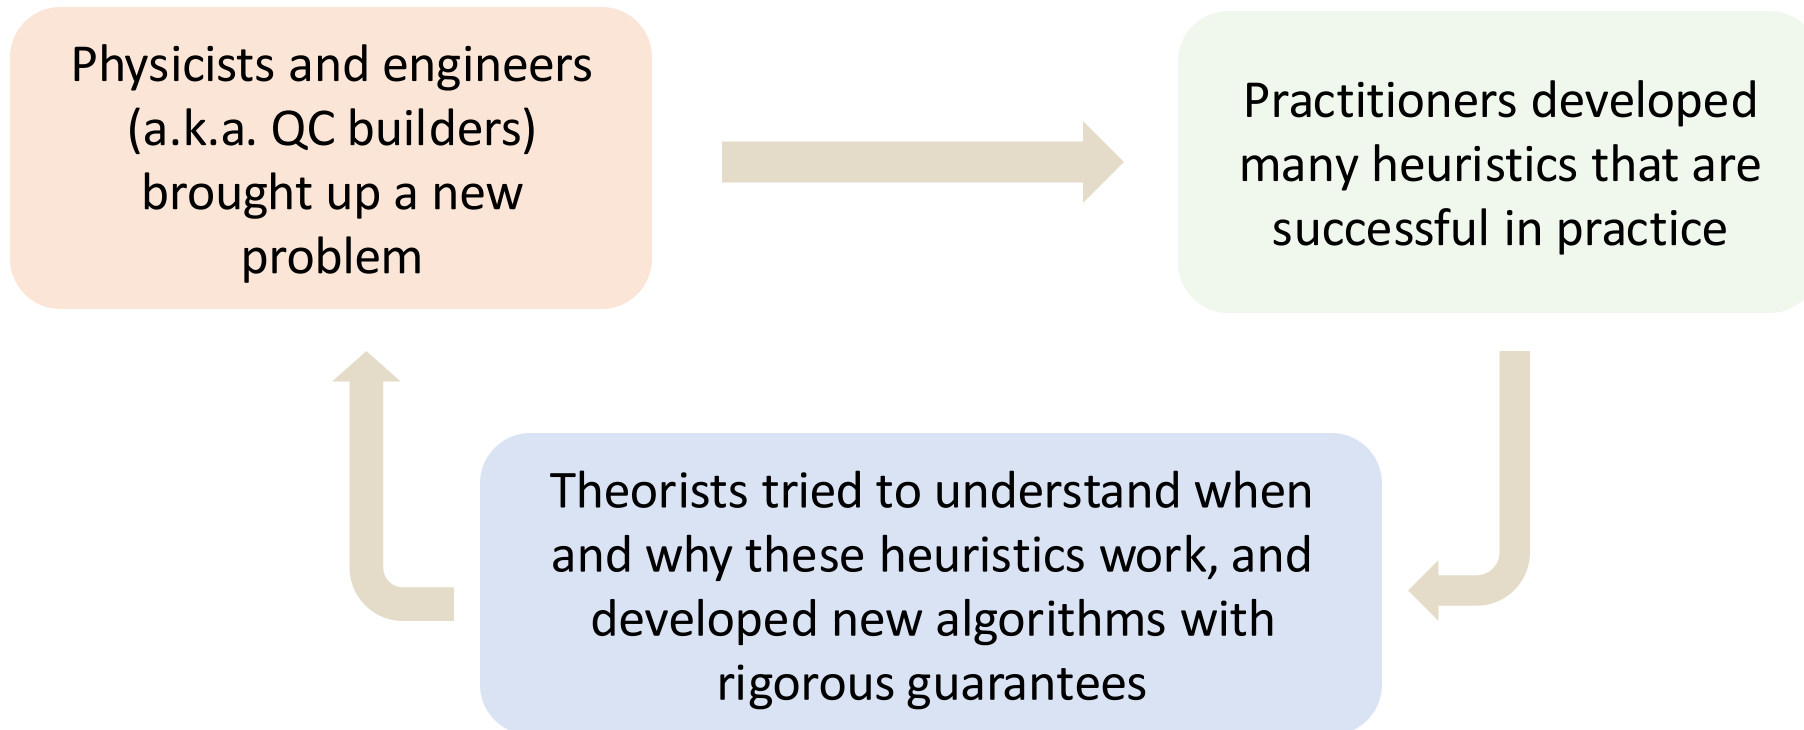 Physicists and engineers
(a.k.a. QC builders)
brought up a new
problem
Practitioners developed
many heuristics that are
successful in practice
Theorists tried to understand when
and why these heuristics work, and
developed new algorithms with
rigorous guarantees